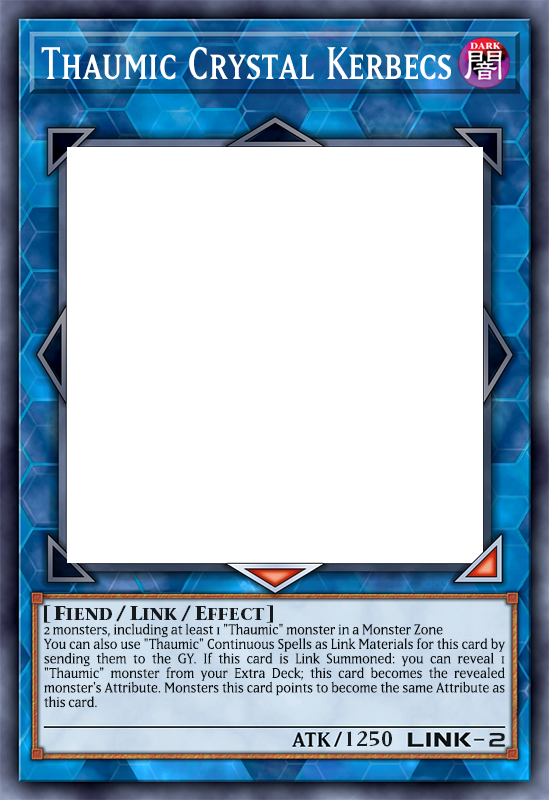 Thaumic Crystal Kerbecs
DARK
闇
[ Fiend / Link / Effect ]
2 monsters, including at least 1 "Thaumic" monster in a Monster Zone
You can also use "Thaumic" Continuous Spells as Link Materials for this card by
sending them to the GY. If this card is Link Summoned: you can reveal 1
"Thaumic" monster from your Extra Deck; this card becomes the revealed
monster's Attribute. Monsters this card points to become the same Attribute as
this card.
ATK/1250 LINK-2